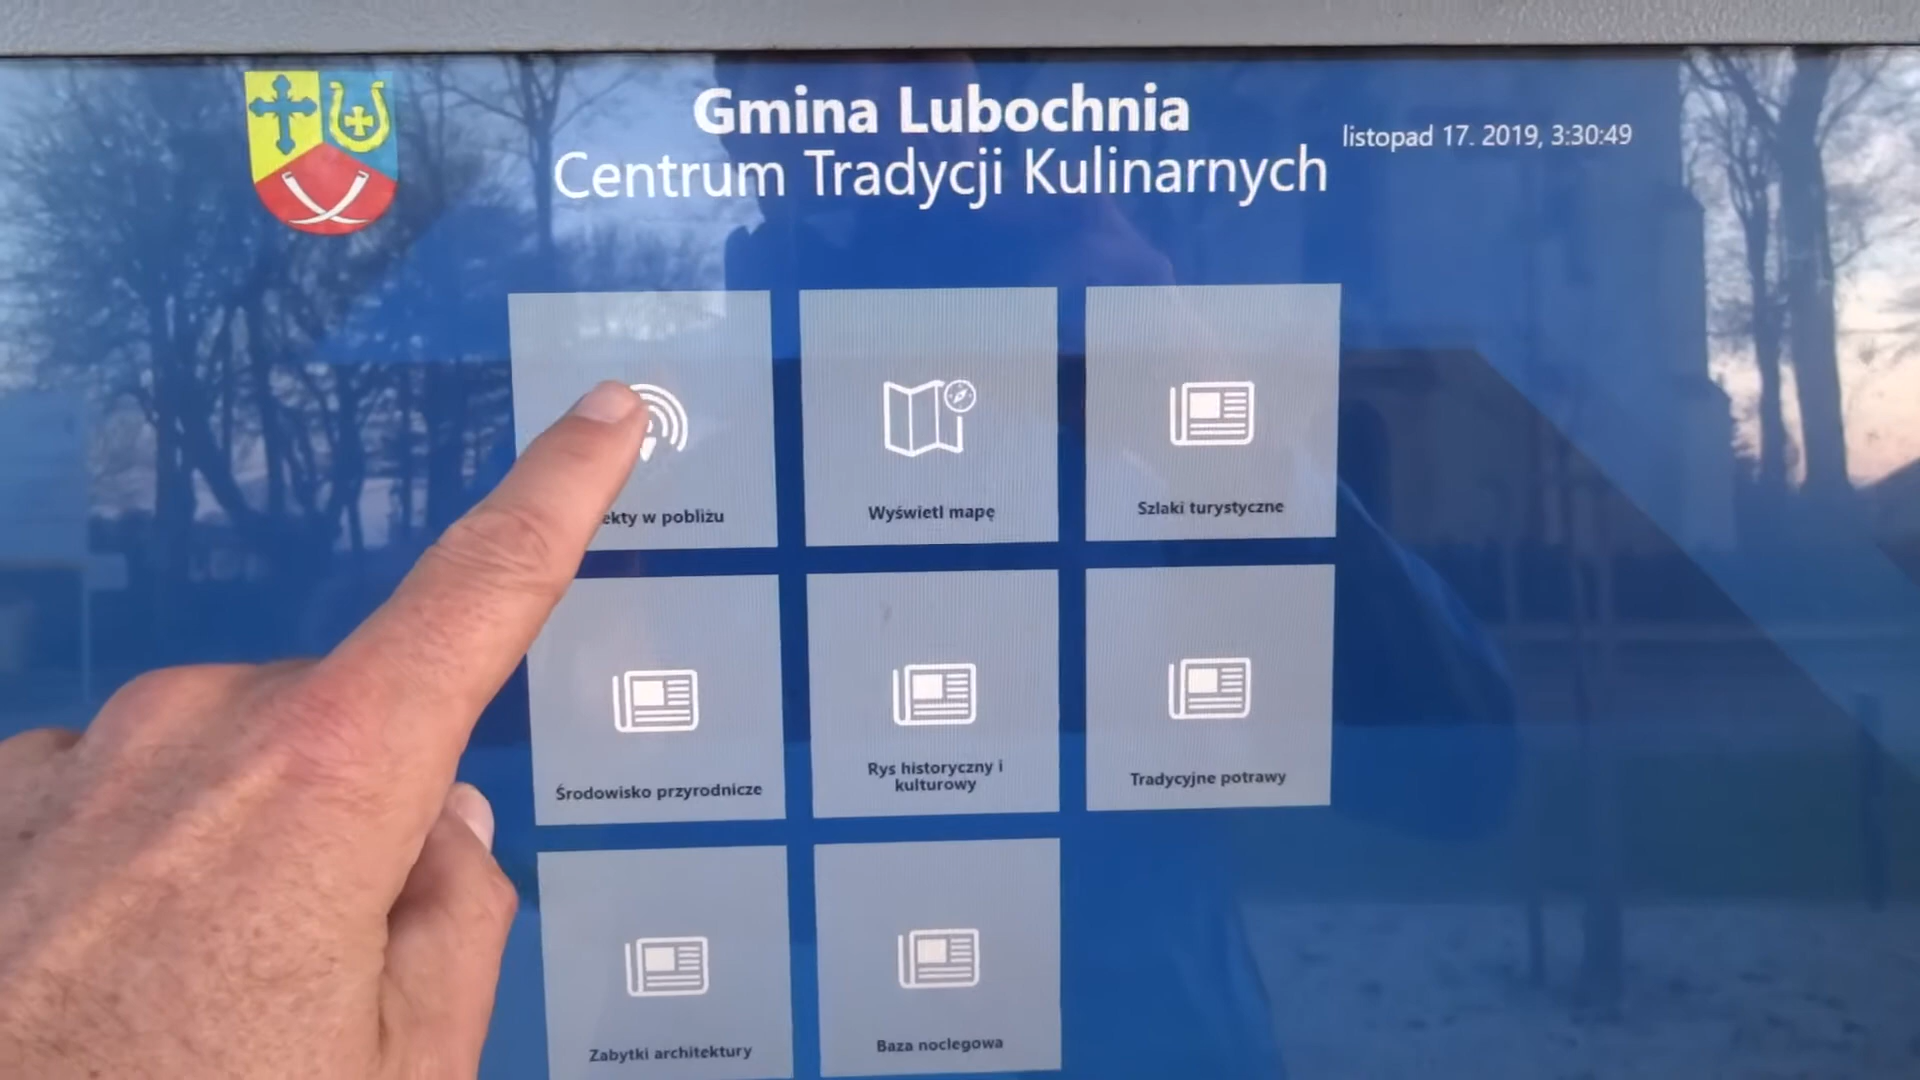 Gmina Lubochnia
Centrum Tradycji Kulinarnych
listopad 17. 2019, 3:30:49
w pobliżu
Wyświetl mapę
Szlaki turystyczne
Środowisko przyrodnicze
Rys historyczny i
kulturowy
Tradycyjne potrawy
Zabytki architektury
Baza noclegowa